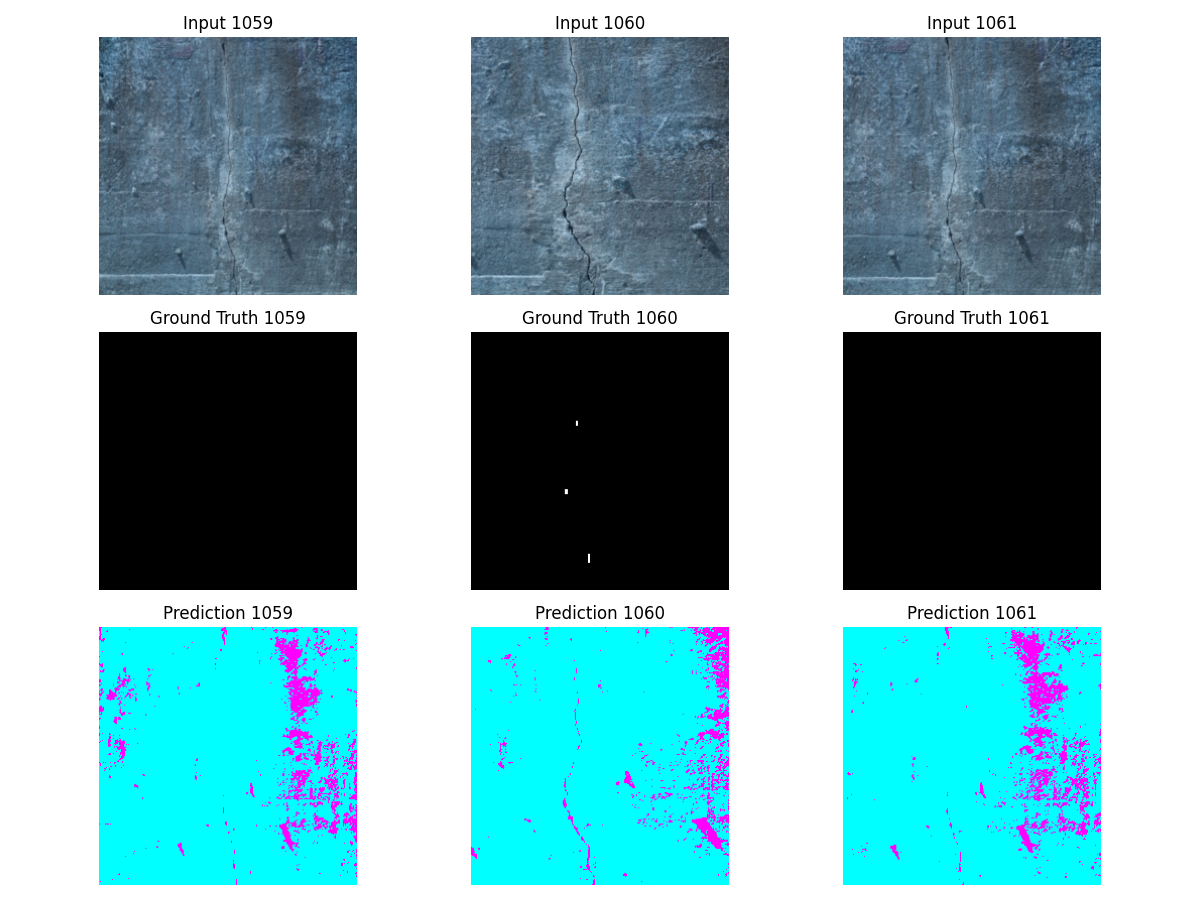 Input 1059
Input 1060
Input 1061
Ground Truth 1059
Ground Truth 1060
Ground Truth 1061
Prediction 1059
Prediction 1060
Prediction 1061